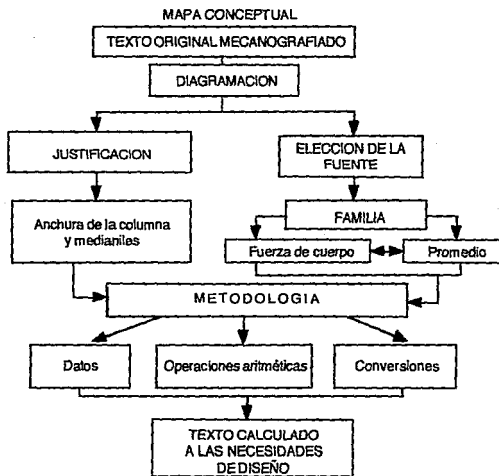 MAPA CONCEPTUAL
TEXTO ORIGINAL MECANOGRAFIADO
DIAGRAMACION
JUSTIFICACION
ELECCION DE LA
FUENTE
Anchura de la columna
y medianiles
FAMILIA
Fuerza de cuerpo
Promedio
METODOLOGIA
Datos
Operaciones aritméticas
Conversiones
TEXTO CALCULADO
A LAS NECESIDADES
DE DISEÑO